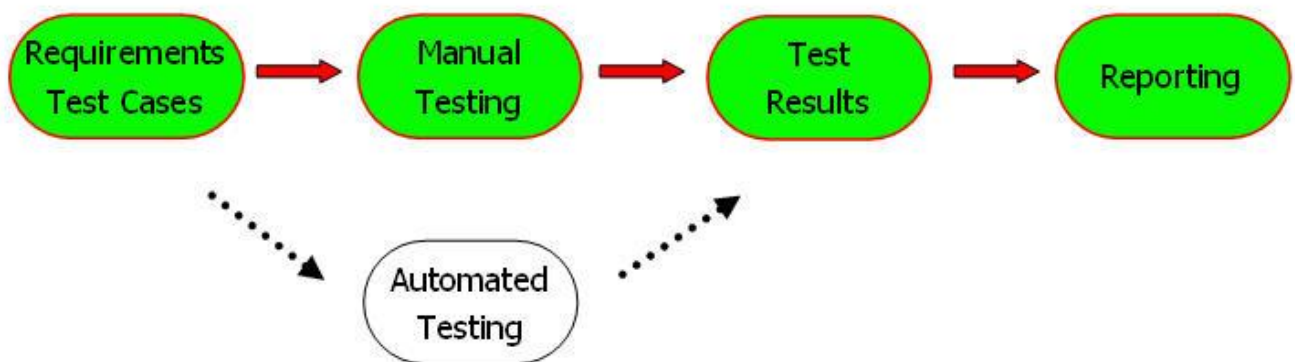 Requirements
Test Cases
Manual
Testing
Test
Results
Reporting
Automated
Testing